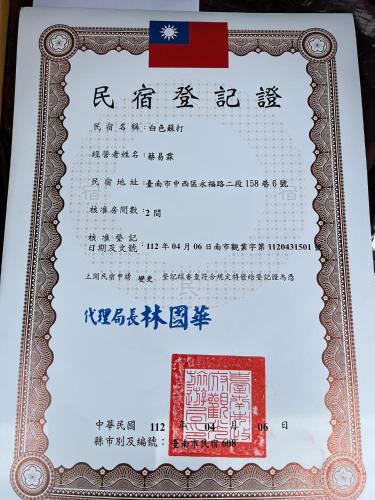 民宿登記證
民宿名稱：白色蘇打
經營者姓名：蔡易霖
民宿地址：臺南市中西區永福路二段158巷6號
核准房間數：2間
核准登記
日期及文號：112年04月06日南市觀業字第1120431501號
上開民宿申請 變更 登記經審查符合規定特發給登記證為憑
代理局長林國華
中華民國 112 年 04 月 06 日
縣市別及編號：臺南市民宿608